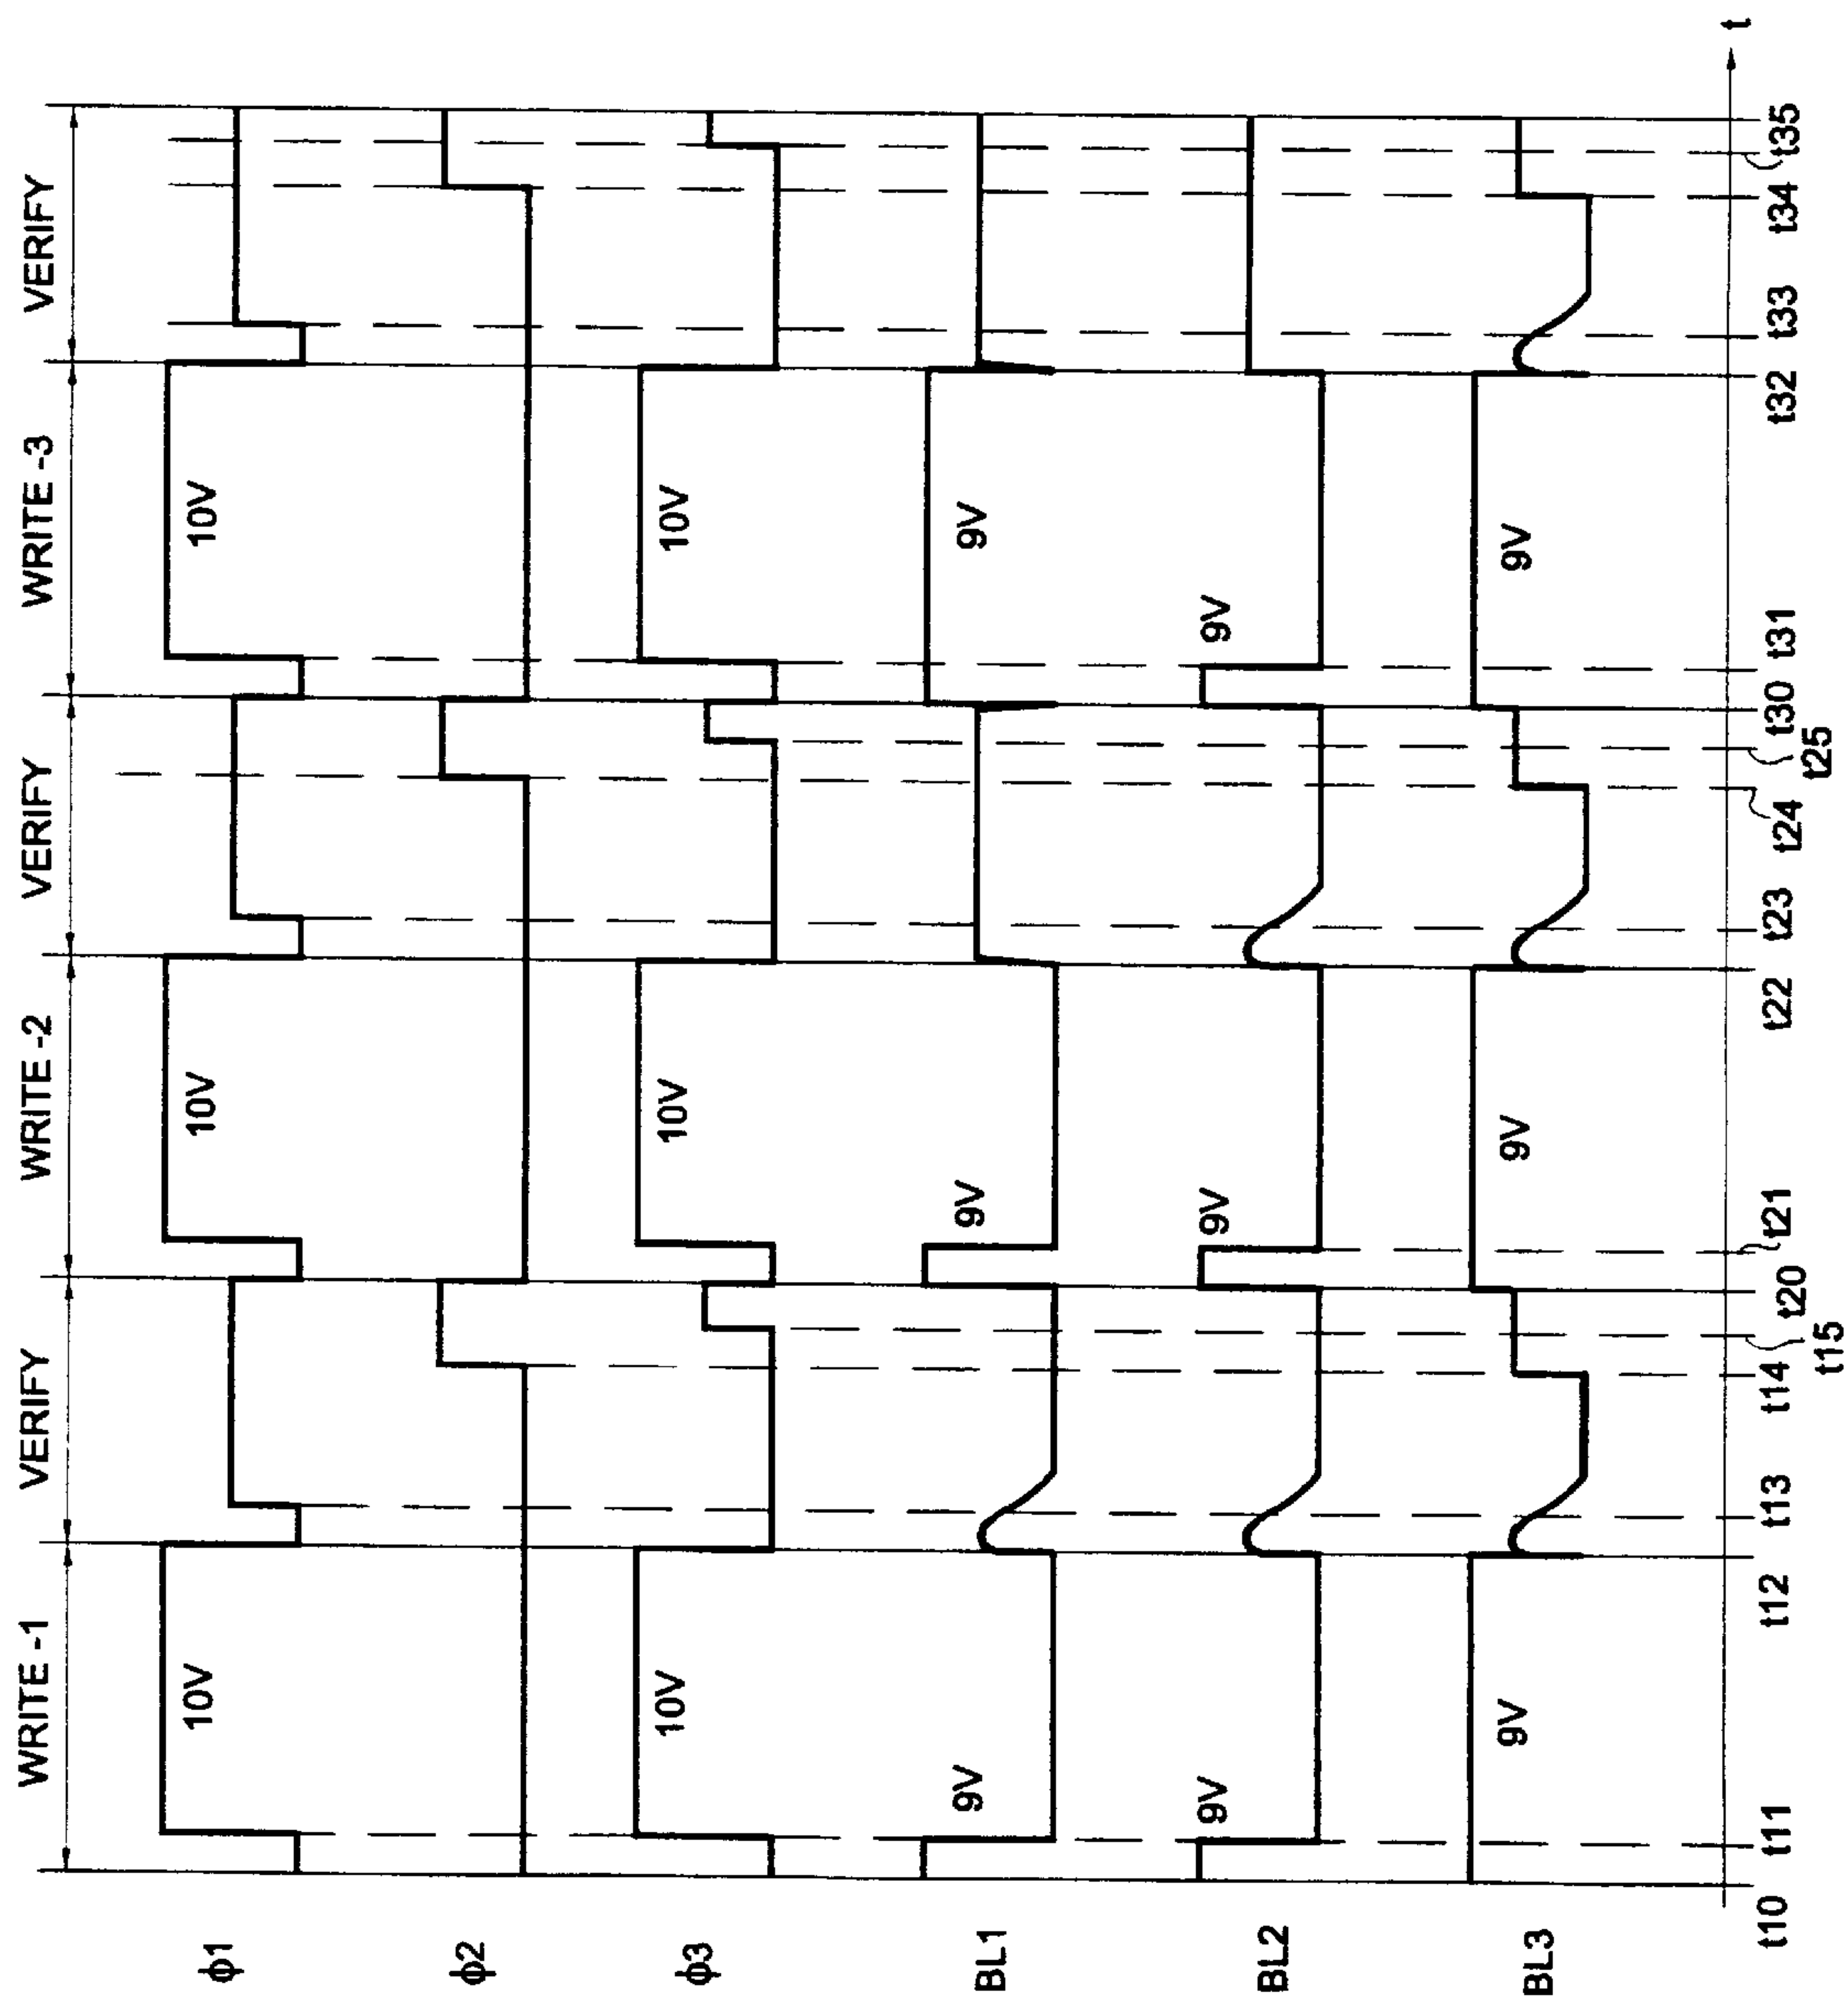 WRITE -1 VERIFY WRITE -2 VERIFY WRITE -3 VERIFY
ϕ1 10V 10V 10V
ϕ2
ϕ3 10V 10V 10V
BL1 9V 9V 9V
BL2 9V 9V 9V
BL3 9V 9V 9V
t
t10 t11 t12 t13 t14 t20 t21 t22 t23 t24 t30 t31 t32 t33 t34 t35
t15 t25